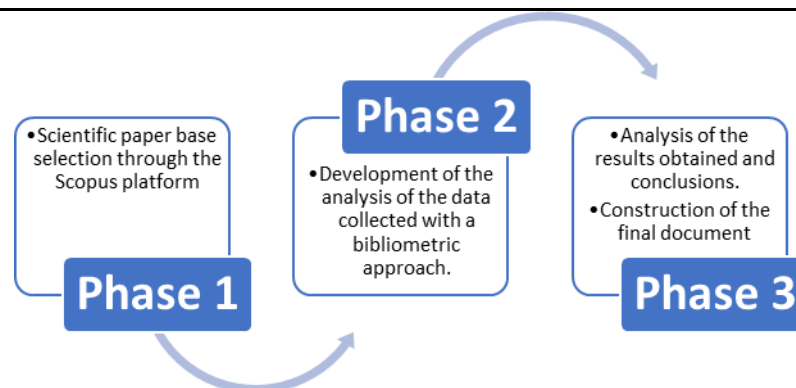 •Scientific paper base
selection through the
Scopus platform
Phase 1
Phase 2
•Development of the
analysis of the data
collected with a
bibliometric
approach.
•Analysis of the
results obtained and
conclusions.
•Construction of the
final document
Phase 3